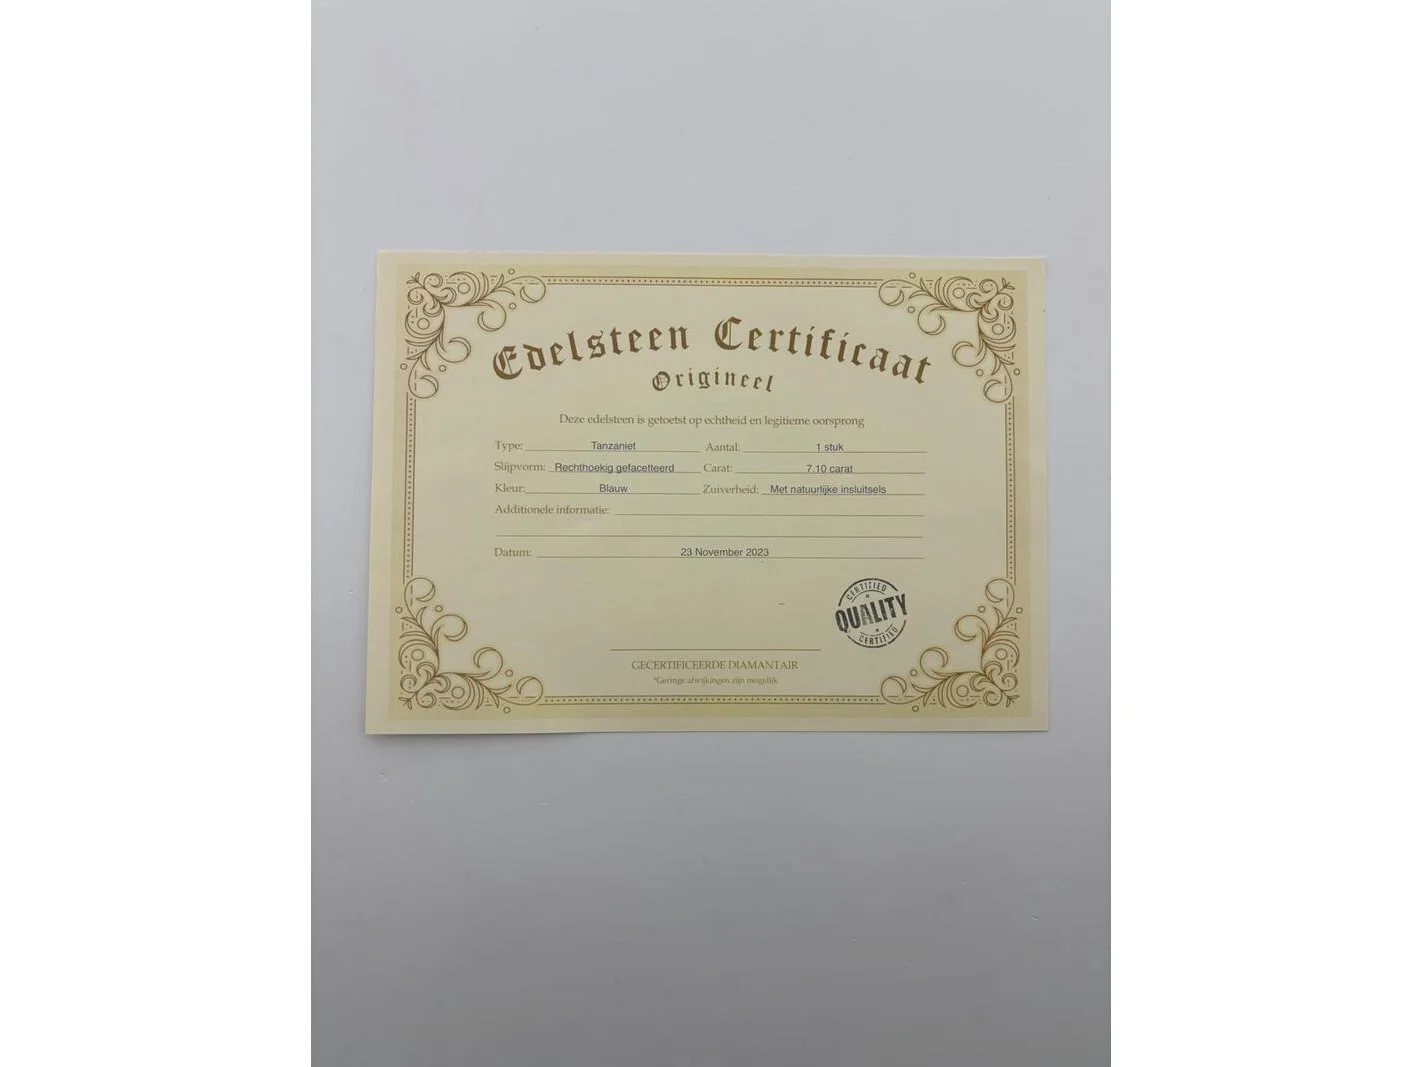 Edelsteen Certificaat
Origineel
Deze edelsteen is getoetst op echtheid en legitieme oorsprong
Type: Tanzaniet Aantal: 1 stuk
Slijpvorm: Rechthoekig gefacetteerd Carat: 7.10 carat
Kleur: Blauw Zuiverheid: Met natuurlijke insluitsels
Additionele informatie:
Datum: 23 November 2023
CERTIFIED
QUALITY
CERTIFIED
GECERTIFICEERDE DIAMANTAIR
*Geringe afwijkingen zijn mogelijk